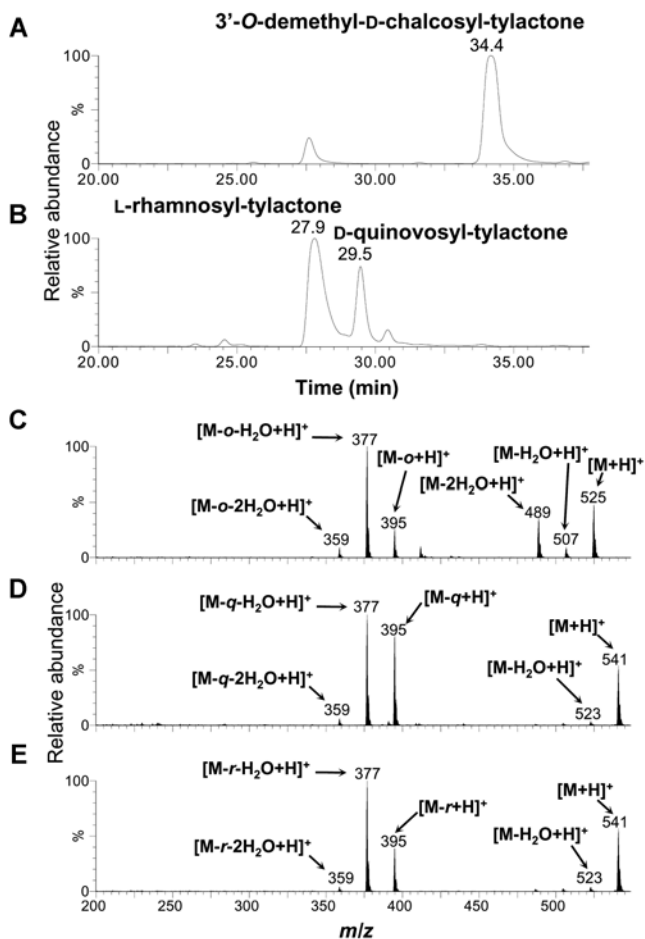 A
3'-O-demethyl-D-chalcosyl-tylactone
34.4
100
%
0
20.00 25.00 30.00 35.00
B
L-rhamnosyl-tylactone
27.9
D-quinovosyl-tylactone
29.5
100
%
0
20.00 25.00 30.00 35.00
Time (min)
Relative abundance
C
[M-o-H₂O+H]⁺
377
[M-o+H]⁺
[M-H₂O+H]⁺
[M+H]⁺
[M-2H₂O+H]⁺
[M-o-2H₂O+H]⁺
359
395
489
507
525
100
%
0
D
[M-q-H₂O+H]⁺
377
[M-q+H]⁺
395
[M+H]⁺
541
[M-q-2H₂O+H]⁺
359
[M-H₂O+H]⁺
523
100
%
0
Relative abundance
E
[M-r-H₂O+H]⁺
377
[M-r+H]⁺
395
[M+H]⁺
541
[M-r-2H₂O+H]⁺
359
[M-H₂O+H]⁺
523
100
%
0
200 250 300 350 400 450 500
m/z